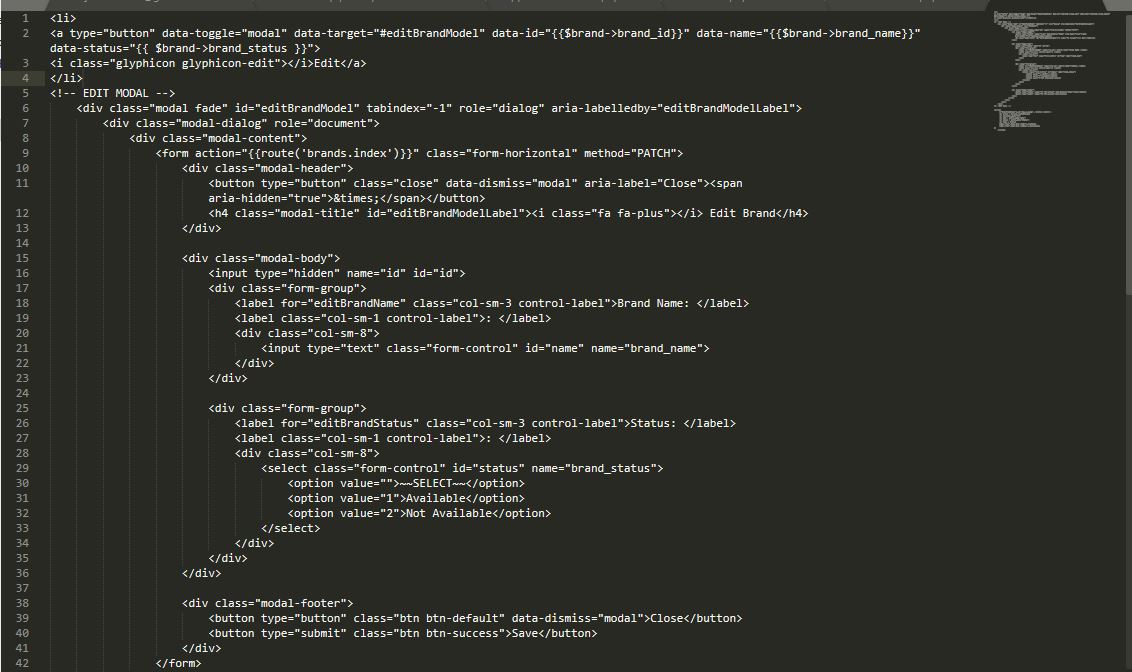 1 <li>
2 <a type="button" data-toggle="modal" data-target="#editBrandModel" data-id="{{$brand->brand_id}}" data-name="{{$brand->brand_name}}"
data-status="{{ $brand->brand_status }}">
3 <i class="glyphicon glyphicon-edit"></i>Edit</a>
4 </li>
5 <!-- EDIT MODAL -->
6 <div class="modal fade" id="editBrandModel" tabindex="-1" role="dialog" aria-labelledby="editBrandModelLabel">
7 <div class="modal-dialog" role="document">
8 <div class="modal-content">
9 <form action="{{route('brands.index')}}" class="form-horizontal" method="PATCH">
10 <div class="modal-header">
11 <button type="button" class="close" data-dismiss="modal" aria-label="Close"><span
aria-hidden="true">&times;</span></button>
12 <h4 class="modal-title" id="editBrandModelLabel"><i class="fa fa-plus"></i> Edit Brand</h4>
13 </div>
14
15 <div class="modal-body">
16 <input type="hidden" name="id" id="id">
17 <div class="form-group">
18 <label for="editBrandName" class="col-sm-3 control-label">Brand Name: </label>
19 <label class="col-sm-1 control-label">: </label>
20 <div class="col-sm-8">
21 <input type="text" class="form-control" id="name" name="brand_name">
22 </div>
23 </div>
24
25 <div class="form-group">
26 <label for="editBrandStatus" class="col-sm-3 control-label">Status: </label>
27 <label class="col-sm-1 control-label">: </label>
28 <div class="col-sm-8">
29 <select class="form-control" id="status" name="brand_status">
30 <option value="">~~SELECT~~</option>
31 <option value="1">Available</option>
32 <option value="2">Not Available</option>
33 </select>
34 </div>
35 </div>
36 </div>
37
38 <div class="modal-footer">
39 <button type="button" class="btn btn-default" data-dismiss="modal">Close</button>
40 <button type="submit" class="btn btn-success">Save</button>
41 </div>
42 </form>